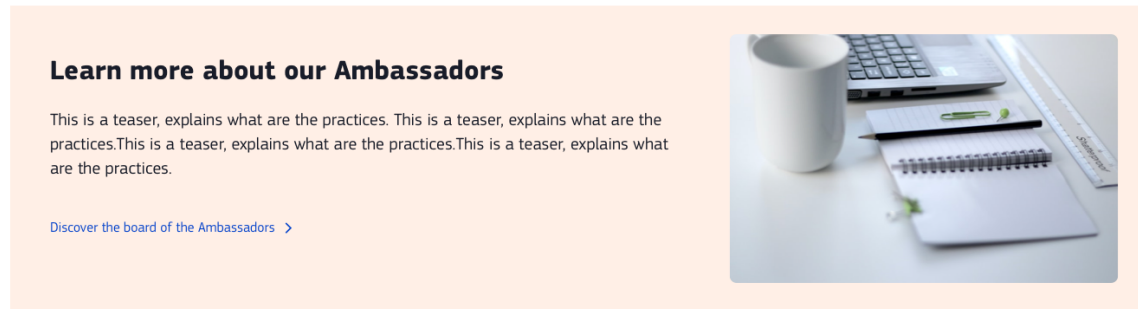 Learn more about our Ambassadors
This is a teaser, explains what are the practices. This is a teaser, explains what are the
practices.This is a teaser, explains what are the practices.This is a teaser, explains what
are the practices.
Discover the board of the Ambassadors